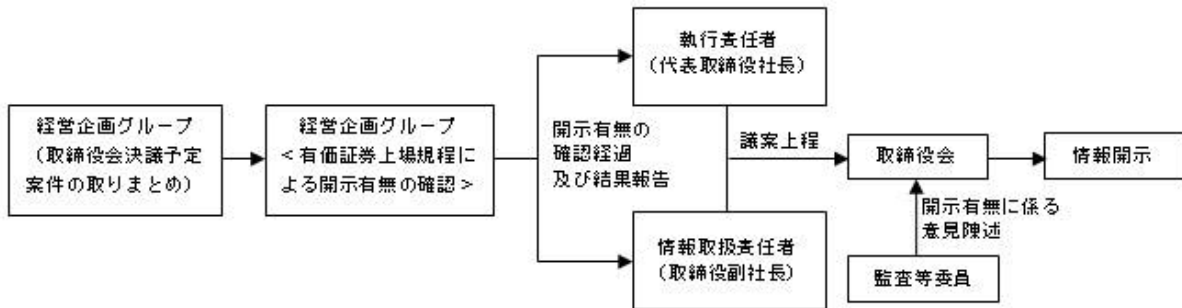 経営企画グループ
（取締役会決議予定
案件の取りまとめ）
経営企画グループ
＜有価証券上場規程に
よる開示有無の確認＞
開示有無の
確認経過
及び結果報告
執行責任者
（代表取締役社長）
情報取扱責任者
（取締役副社長）
議案上程
取締役会
情報開示
開示有無に係る
意見陳述
監査等委員